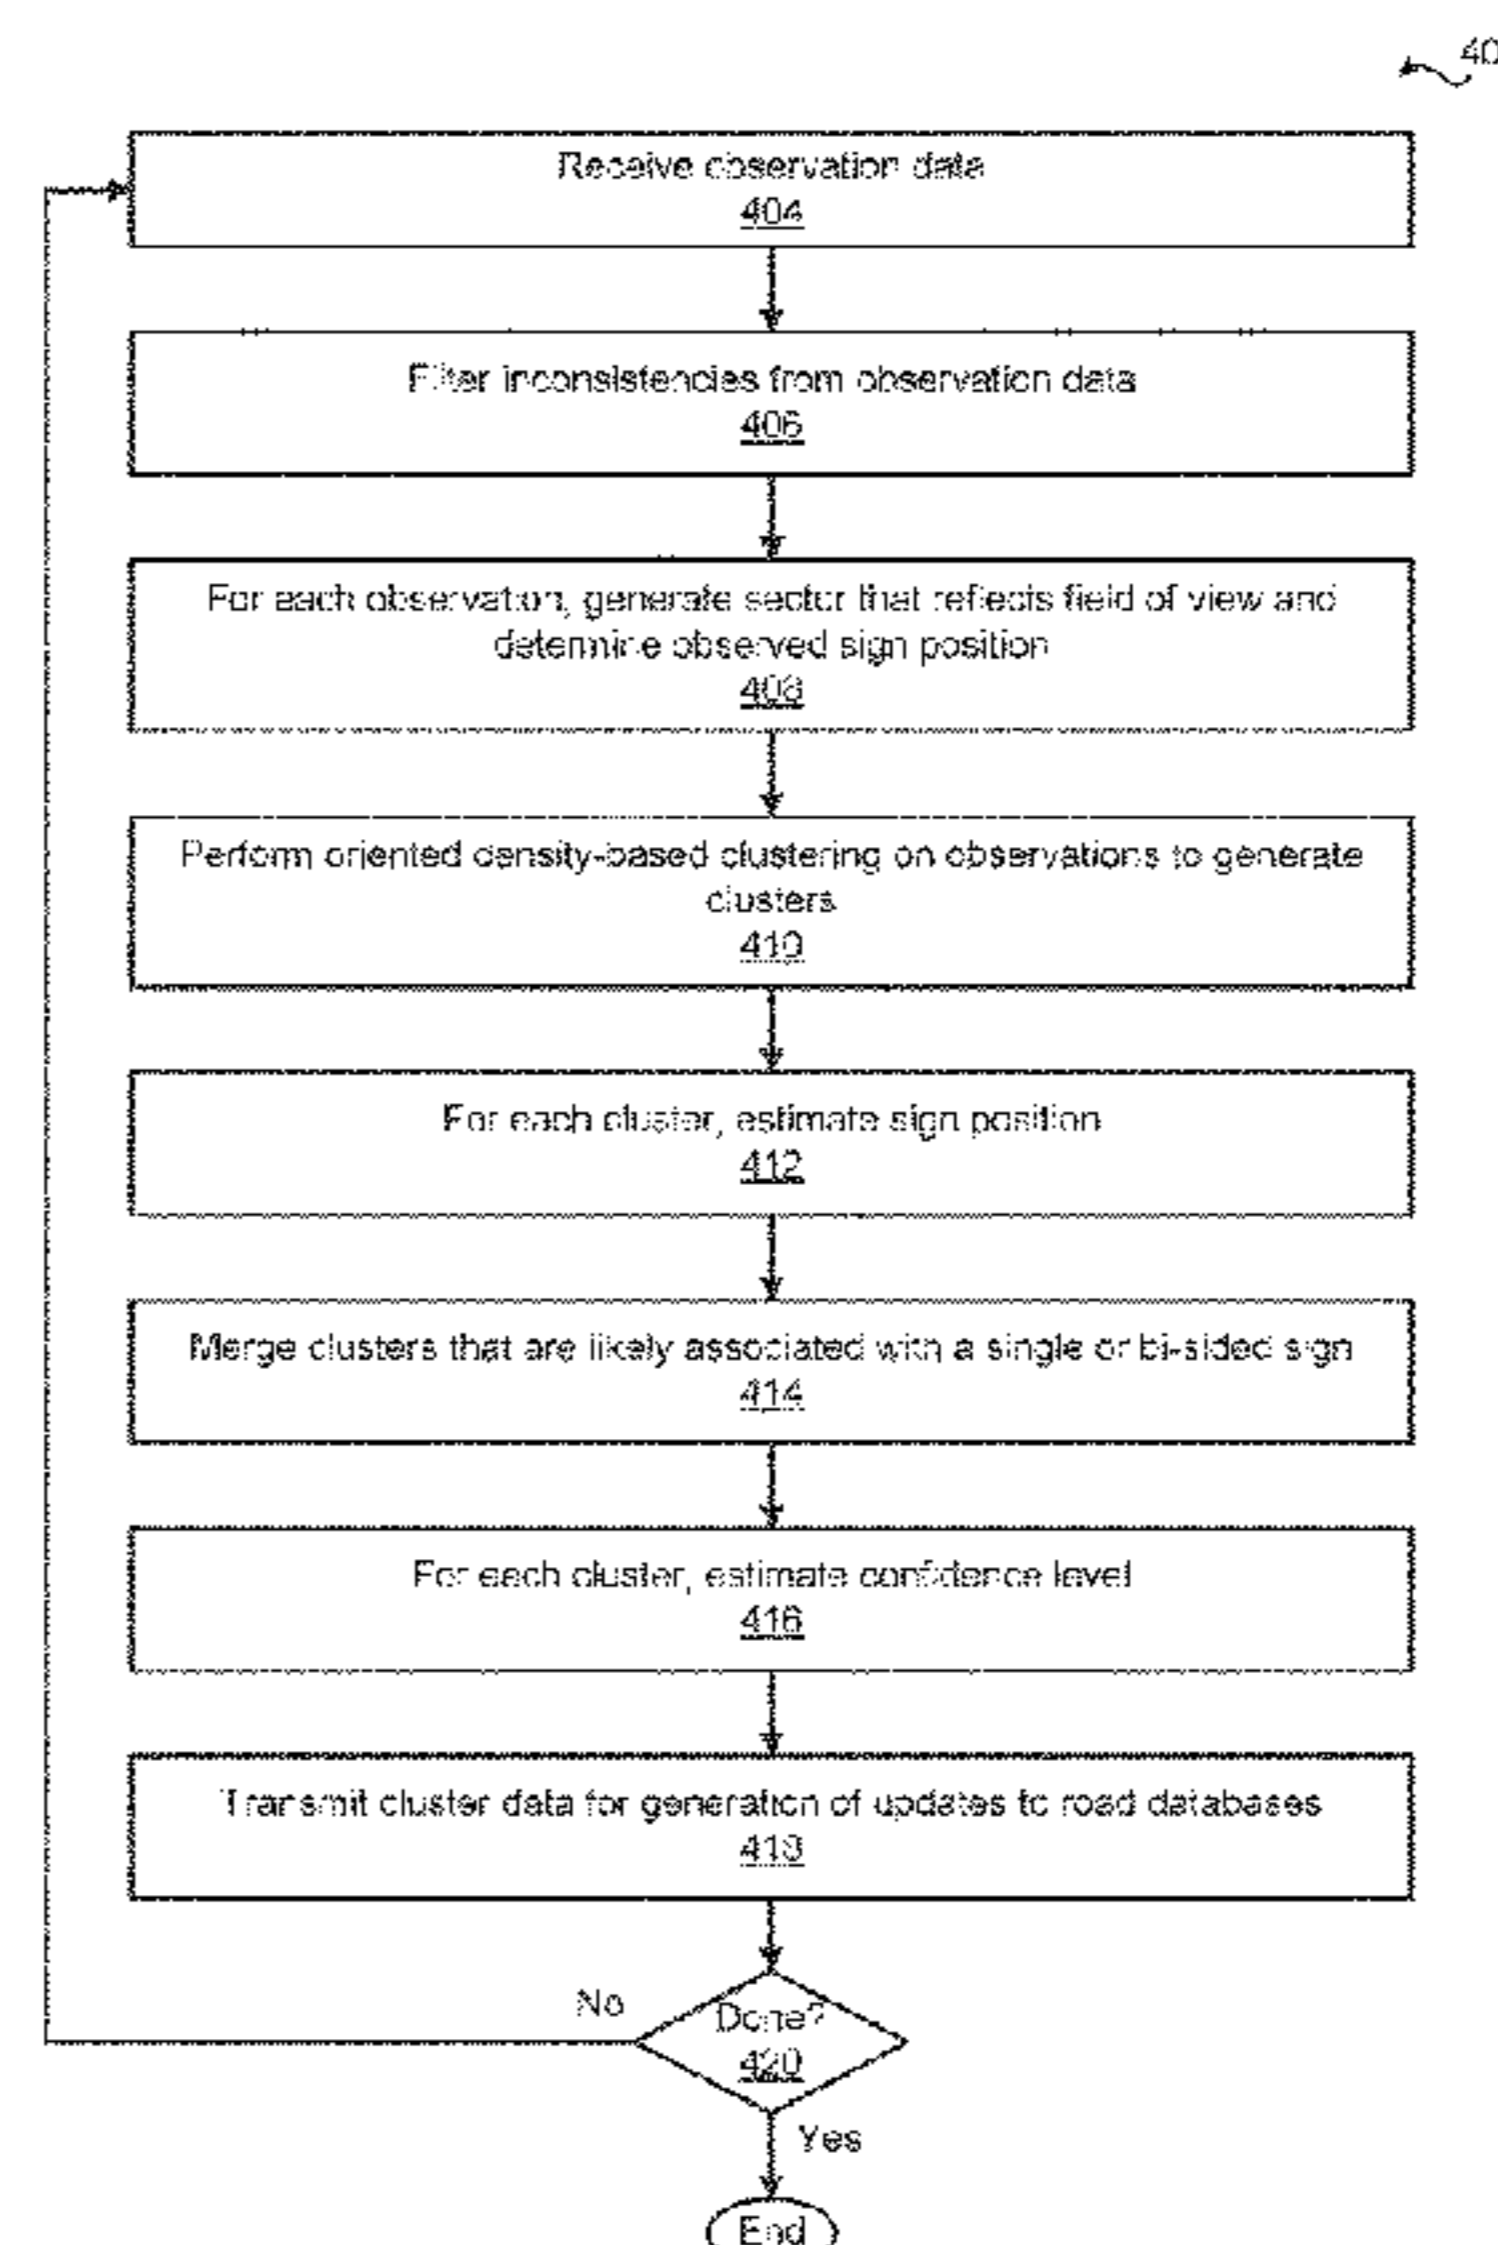 40
Receive observation data
404
Filter inconsistencies from observation data
406
For each observation, generate sector that reflects field of view and
determine observed sign position
408
Perform oriented density-based clustering on observations to generate
clusters
410
For each cluster, estimate sign position
412
Merge clusters that are likely associated with a single or bi-sided sign
414
For each cluster, estimate confidence level
416
Transmit cluster data for generation of updates to road databases
418
No
Done?
420
Yes
End